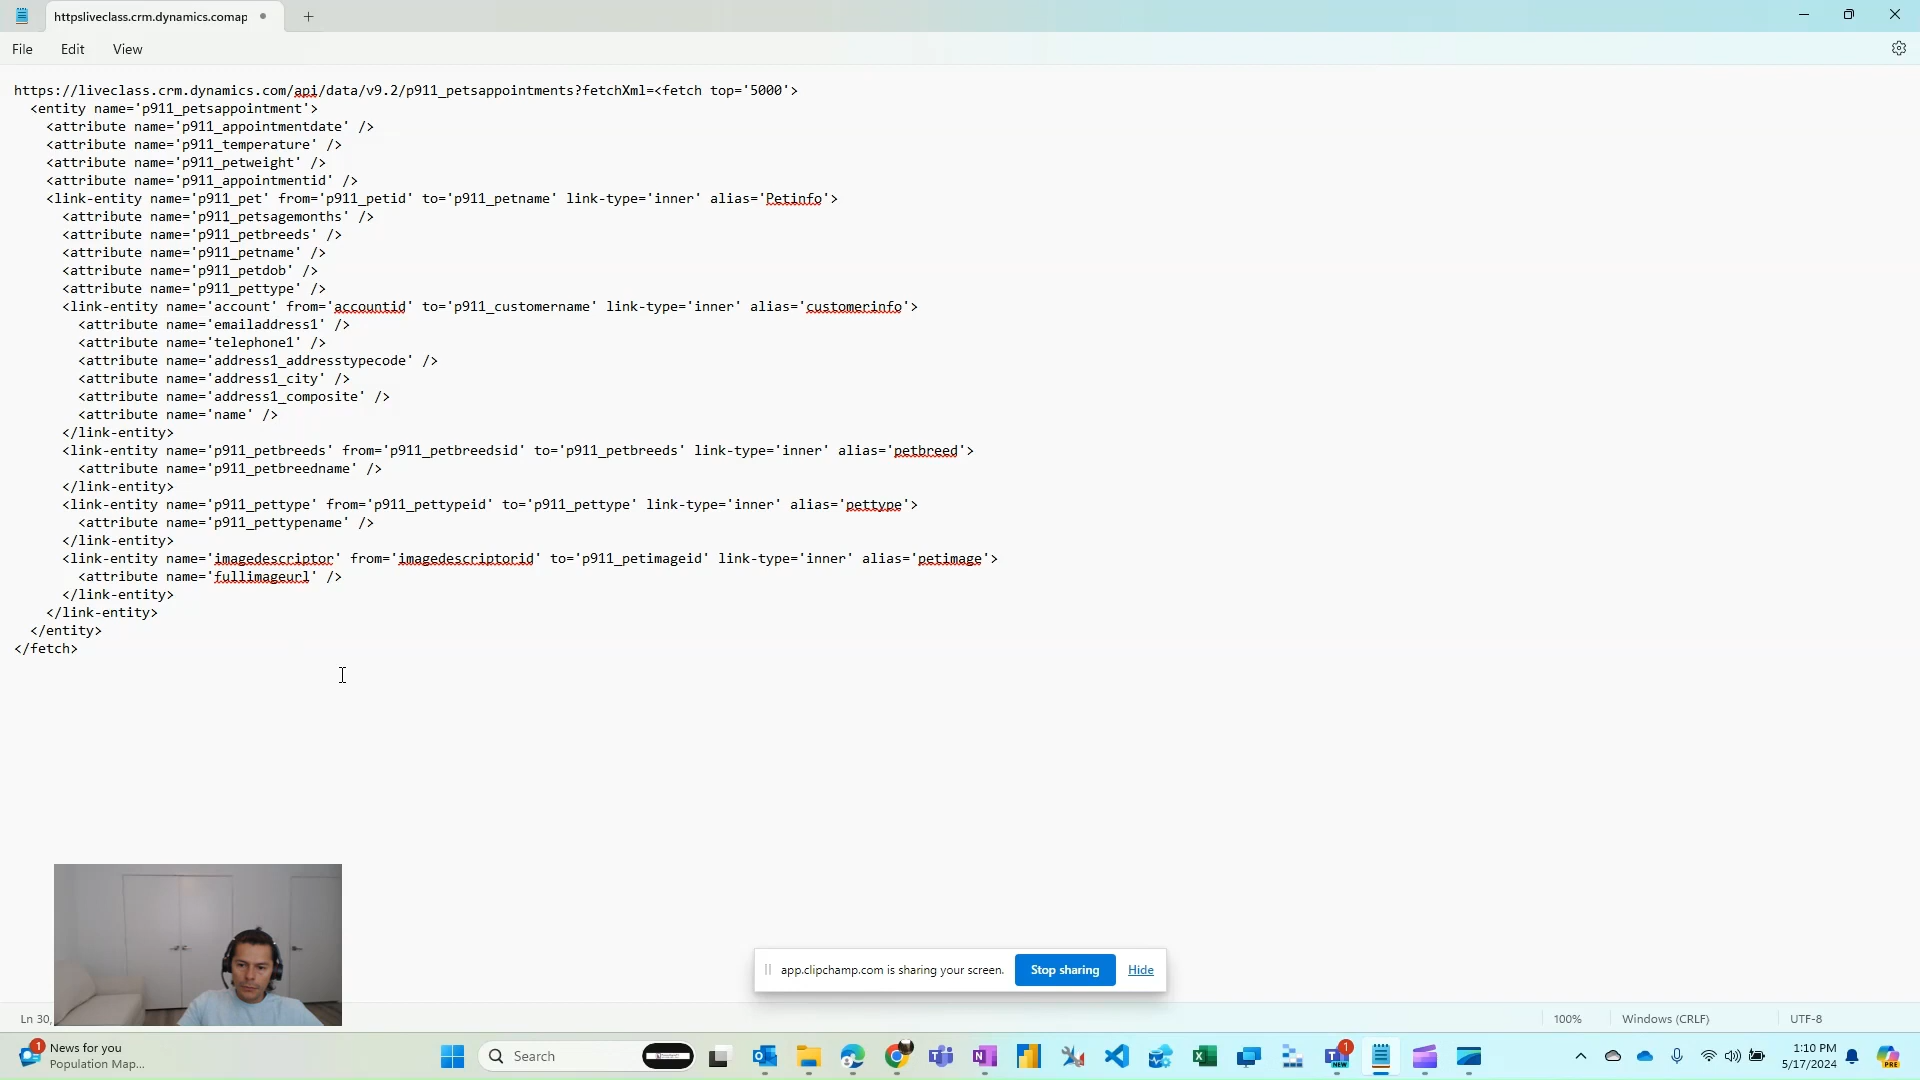 httpsliveclass.crm.dynamics.comap
File Edit View
https://liveclass.crm.dynamics.com/api/data/v9.2/p911_petsappointments?fetchXml=<fetch top='5000'>
<entity name='p911_petsappointment'>
<attribute name='p911_appointmentdate' />
<attribute name='p911_temperature' />
<attribute name='p911_petweight' />
<attribute name='p911_appointmentid' />
<link-entity name='p911_pet' from='p911_petid' to='p911_petname' link-type='inner' alias='Petinfo'>
<attribute name='p911_petsagemonths' />
<attribute name='p911_petbreeds' />
<attribute name='p911_petname' />
<attribute name='p911_petdob' />
<attribute name='p911_pettype' />
<link-entity name='account' from='accountid' to='p911_customername' link-type='inner' alias='customerinfo'>
<attribute name='emailaddress1' />
<attribute name='telephone1' />
<attribute name='address1_addresstypecode' />
<attribute name='address1_city' />
<attribute name='address1_composite' />
<attribute name='name' />
</link-entity>
<link-entity name='p911_petbreeds' from='p911_petbreedsid' to='p911_petbreeds' link-type='inner' alias='petbreed'>
<attribute name='p911_petbreedname' />
</link-entity>
<link-entity name='p911_pettype' from='p911_pettypeid' to='p911_pettype' link-type='inner' alias='pettype'>
<attribute name='p911_pettypename' />
</link-entity>
<link-entity name='imagedescriptor' from='imagedescriptorid' to='p911_petimageid' link-type='inner' alias='petimage'>
<attribute name='fullimageurl' />
</link-entity>
</link-entity>
</entity>
</fetch>
app.clipchamp.com is sharing your screen. Stop sharing Hide
Ln 30, 100% Windows (CRLF) UTF-8
1 News for you
Population Map...
Search
1
NEW
1:10 PM
5/17/2024
PRE